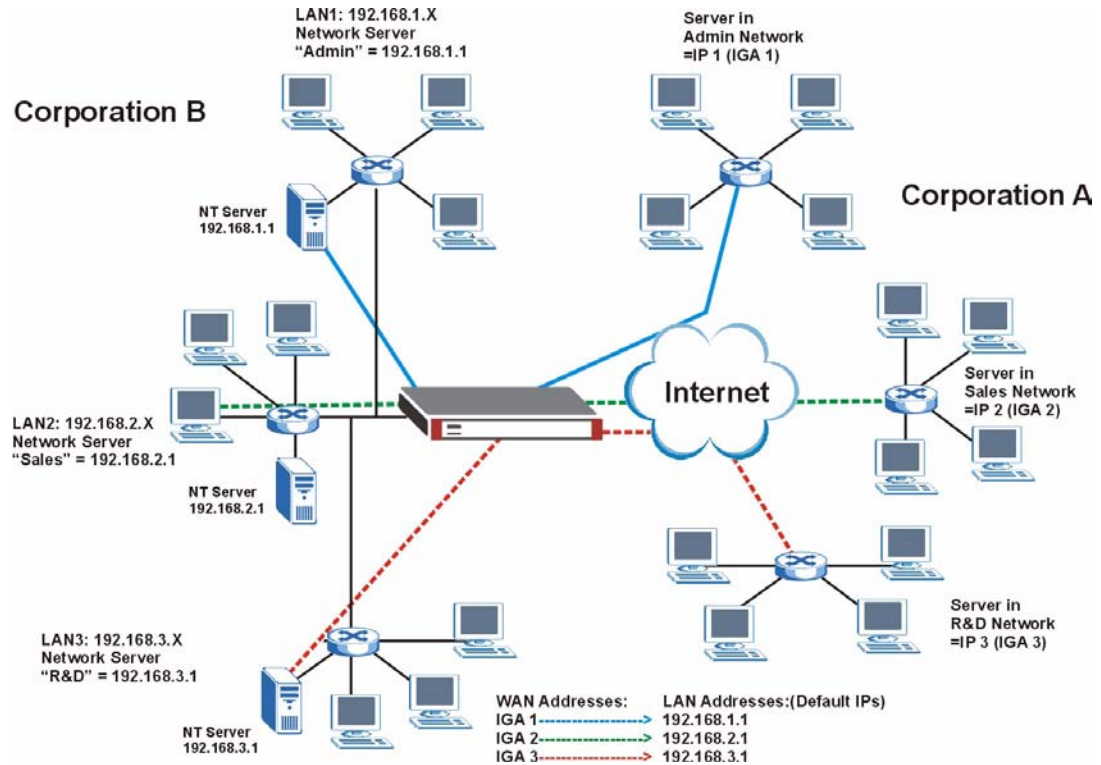 LAN1: 192.168.1.X
Network Server
“Admin” = 192.168.1.1
Server in
Admin Network
=IP 1 (IGA 1)
Corporation B
Corporation A
NT Server
192.168.1.1
Server in
Sales Network
=IP 2 (IGA 2)
Internet
LAN2: 192.168.2.X
Network Server
“Sales” = 192.168.2.1
NT Server
192.168.2.1
Server in
R&D Network
=IP 3 (IGA 3)
LAN3: 192.168.3.X
Network Server
“R&D” = 192.168.3.1
NT Server
192.168.3.1
WAN Addresses: LAN Addresses:(Default IPs)
IGA 1 192.168.1.1
IGA 2 192.168.2.1
IGA 3 192.168.3.1